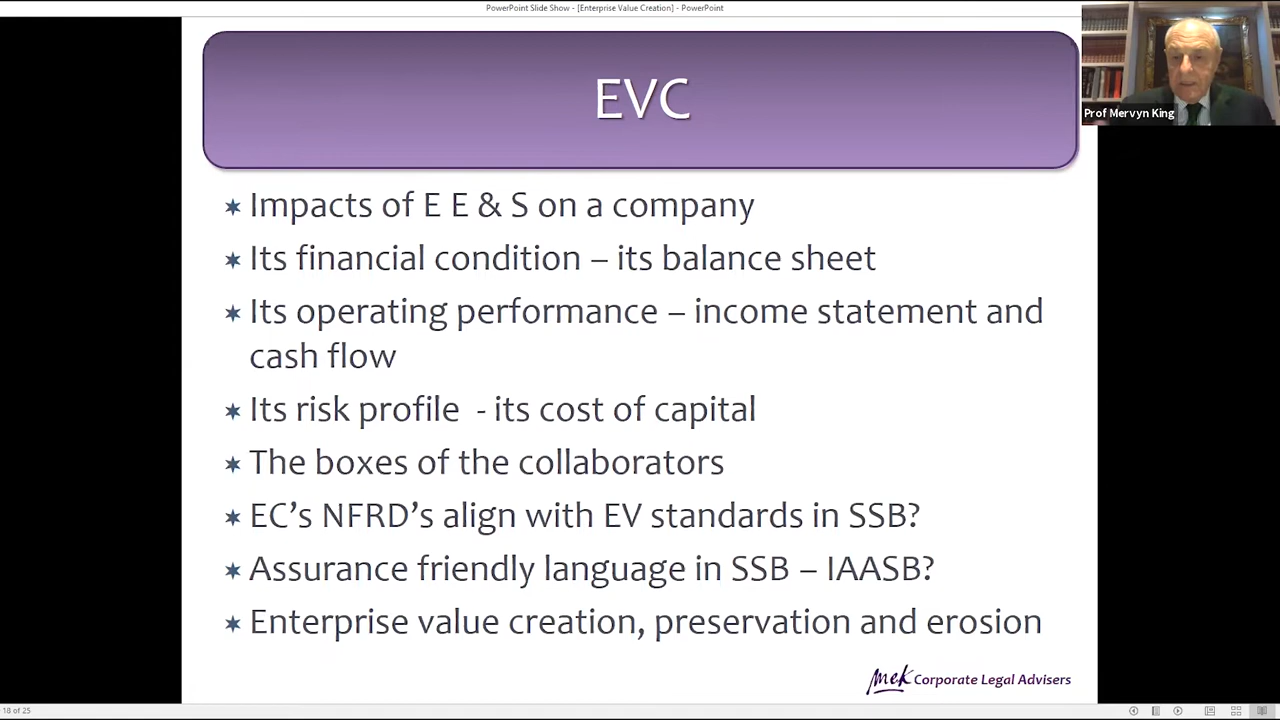 PowerPoint Slide Show - [Enterprise Value Creation] - PowerPoint
EVC
Prof Mervyn King
Impacts of E E & S on a company
Its financial condition – its balance sheet
Its operating performance – income statement and
cash flow
Its risk profile - its cost of capital
The boxes of the collaborators
EC’s NFRD’s align with EV standards in SSB?
Assurance friendly language in SSB – IAASB?
Enterprise value creation, preservation and erosion
mek Corporate Legal Advisers
18 of 25